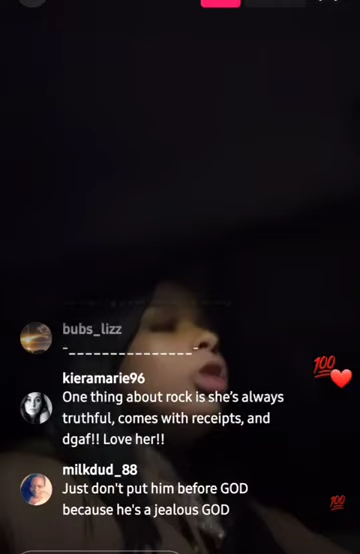 bubs_lizz
-_______________-
kieramarie96
One thing about rock is she's always
truthful, comes with receipts, and
dgaf!! Love her!!
milkdud_88
Just don't put him before GOD
because he's a jealous GOD